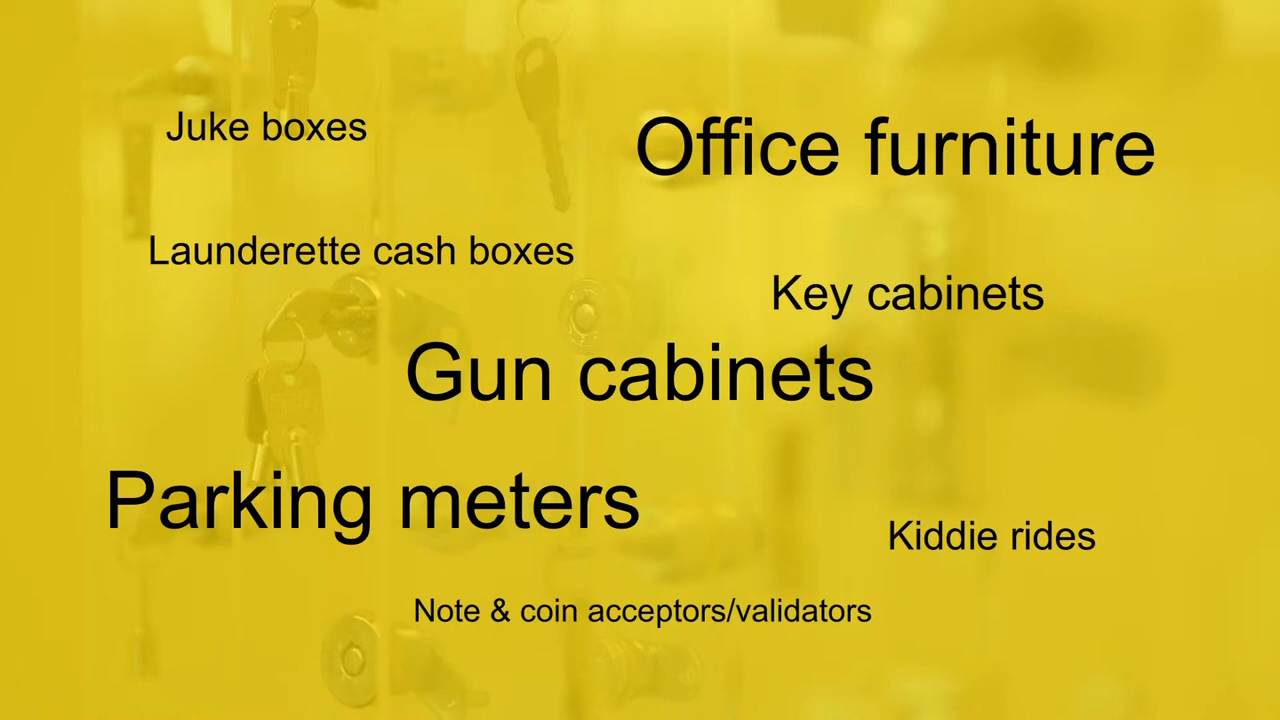 Juke boxes
Office furniture
Launderette cash boxes
Key cabinets
Gun cabinets
Parking meters
Kiddie rides
Note & coin acceptors/validators